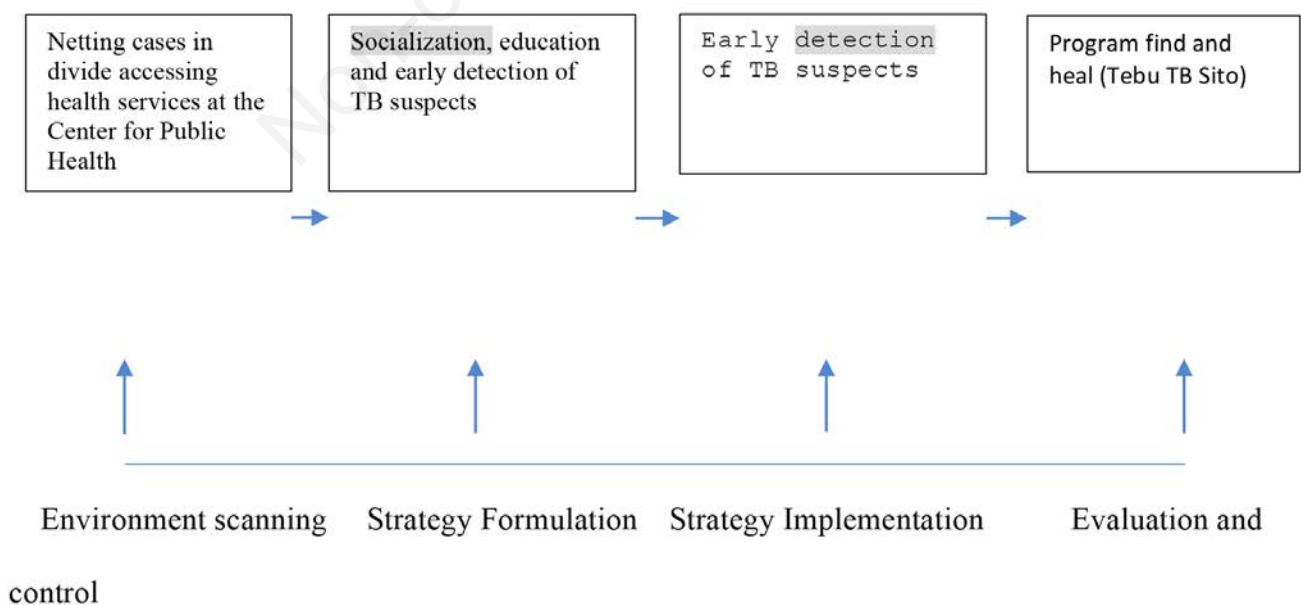 Netting cases in
divide accessing
health services at the
Center for Public
Health
Socialization, education
and early detection of
TB suspects
Early detection
of TB suspects
Program find and
heal (Tebu TB Sito)
Environment scanning Strategy Formulation Strategy Implementation Evaluation and
control